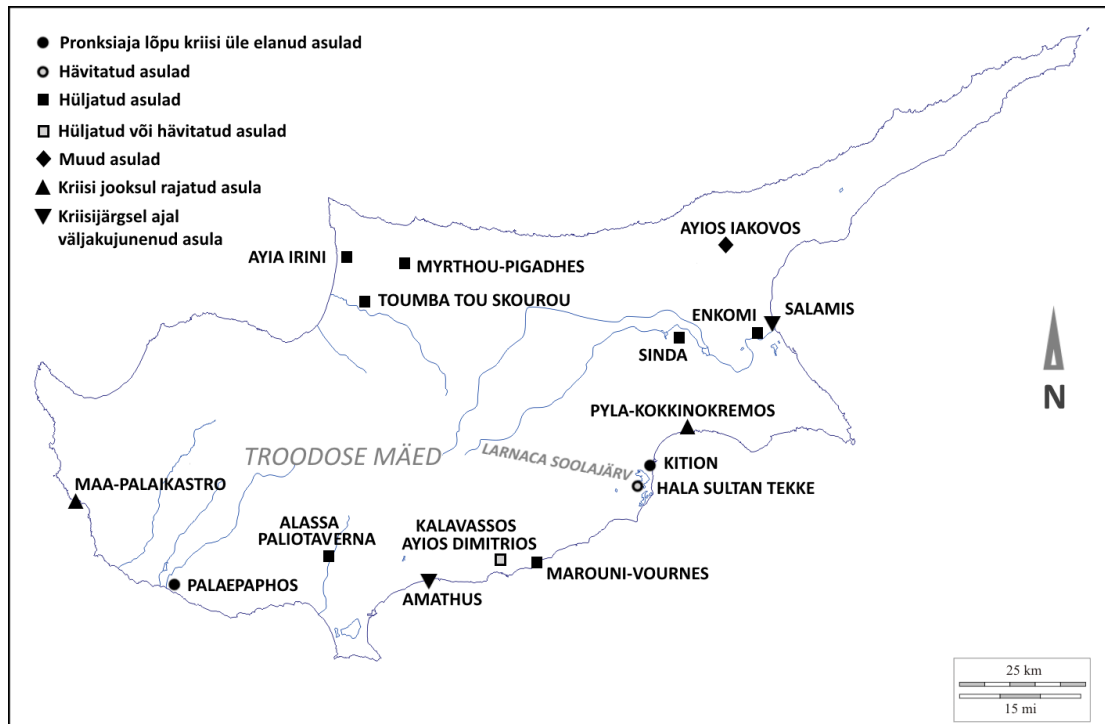 Pronksiaja lõpu kriisi üle elanud asulad
Hävitatud asulad
Hüljatud asulad
Hüljatud või hävitatud asulad
Muud asulad
Kriisi jooksul rajatud asula
Kriisijärgsel ajal
väljakujunenud asula
AYIOS IAKOVOS
AYIA IRINI
MYRTHOU-PIGADHES
TOUMBA TOU SKOUROU
ENKOMI
SALAMIS
SINDA
N
PYLA-KOKKINOKREMOS
TROODOSE MÄED
LARNACA SOOLAJÄRV
KITION
MAA-PALAIKASTRO
HALA SULTAN TEKKE
ALASSA
PALIOTAVERNA
KALAVASSOS
AYIOS DIMITRIOS
MAROUNI-VOURNES
PALAEPAPHOS
AMATHUS
25 km
15 mi